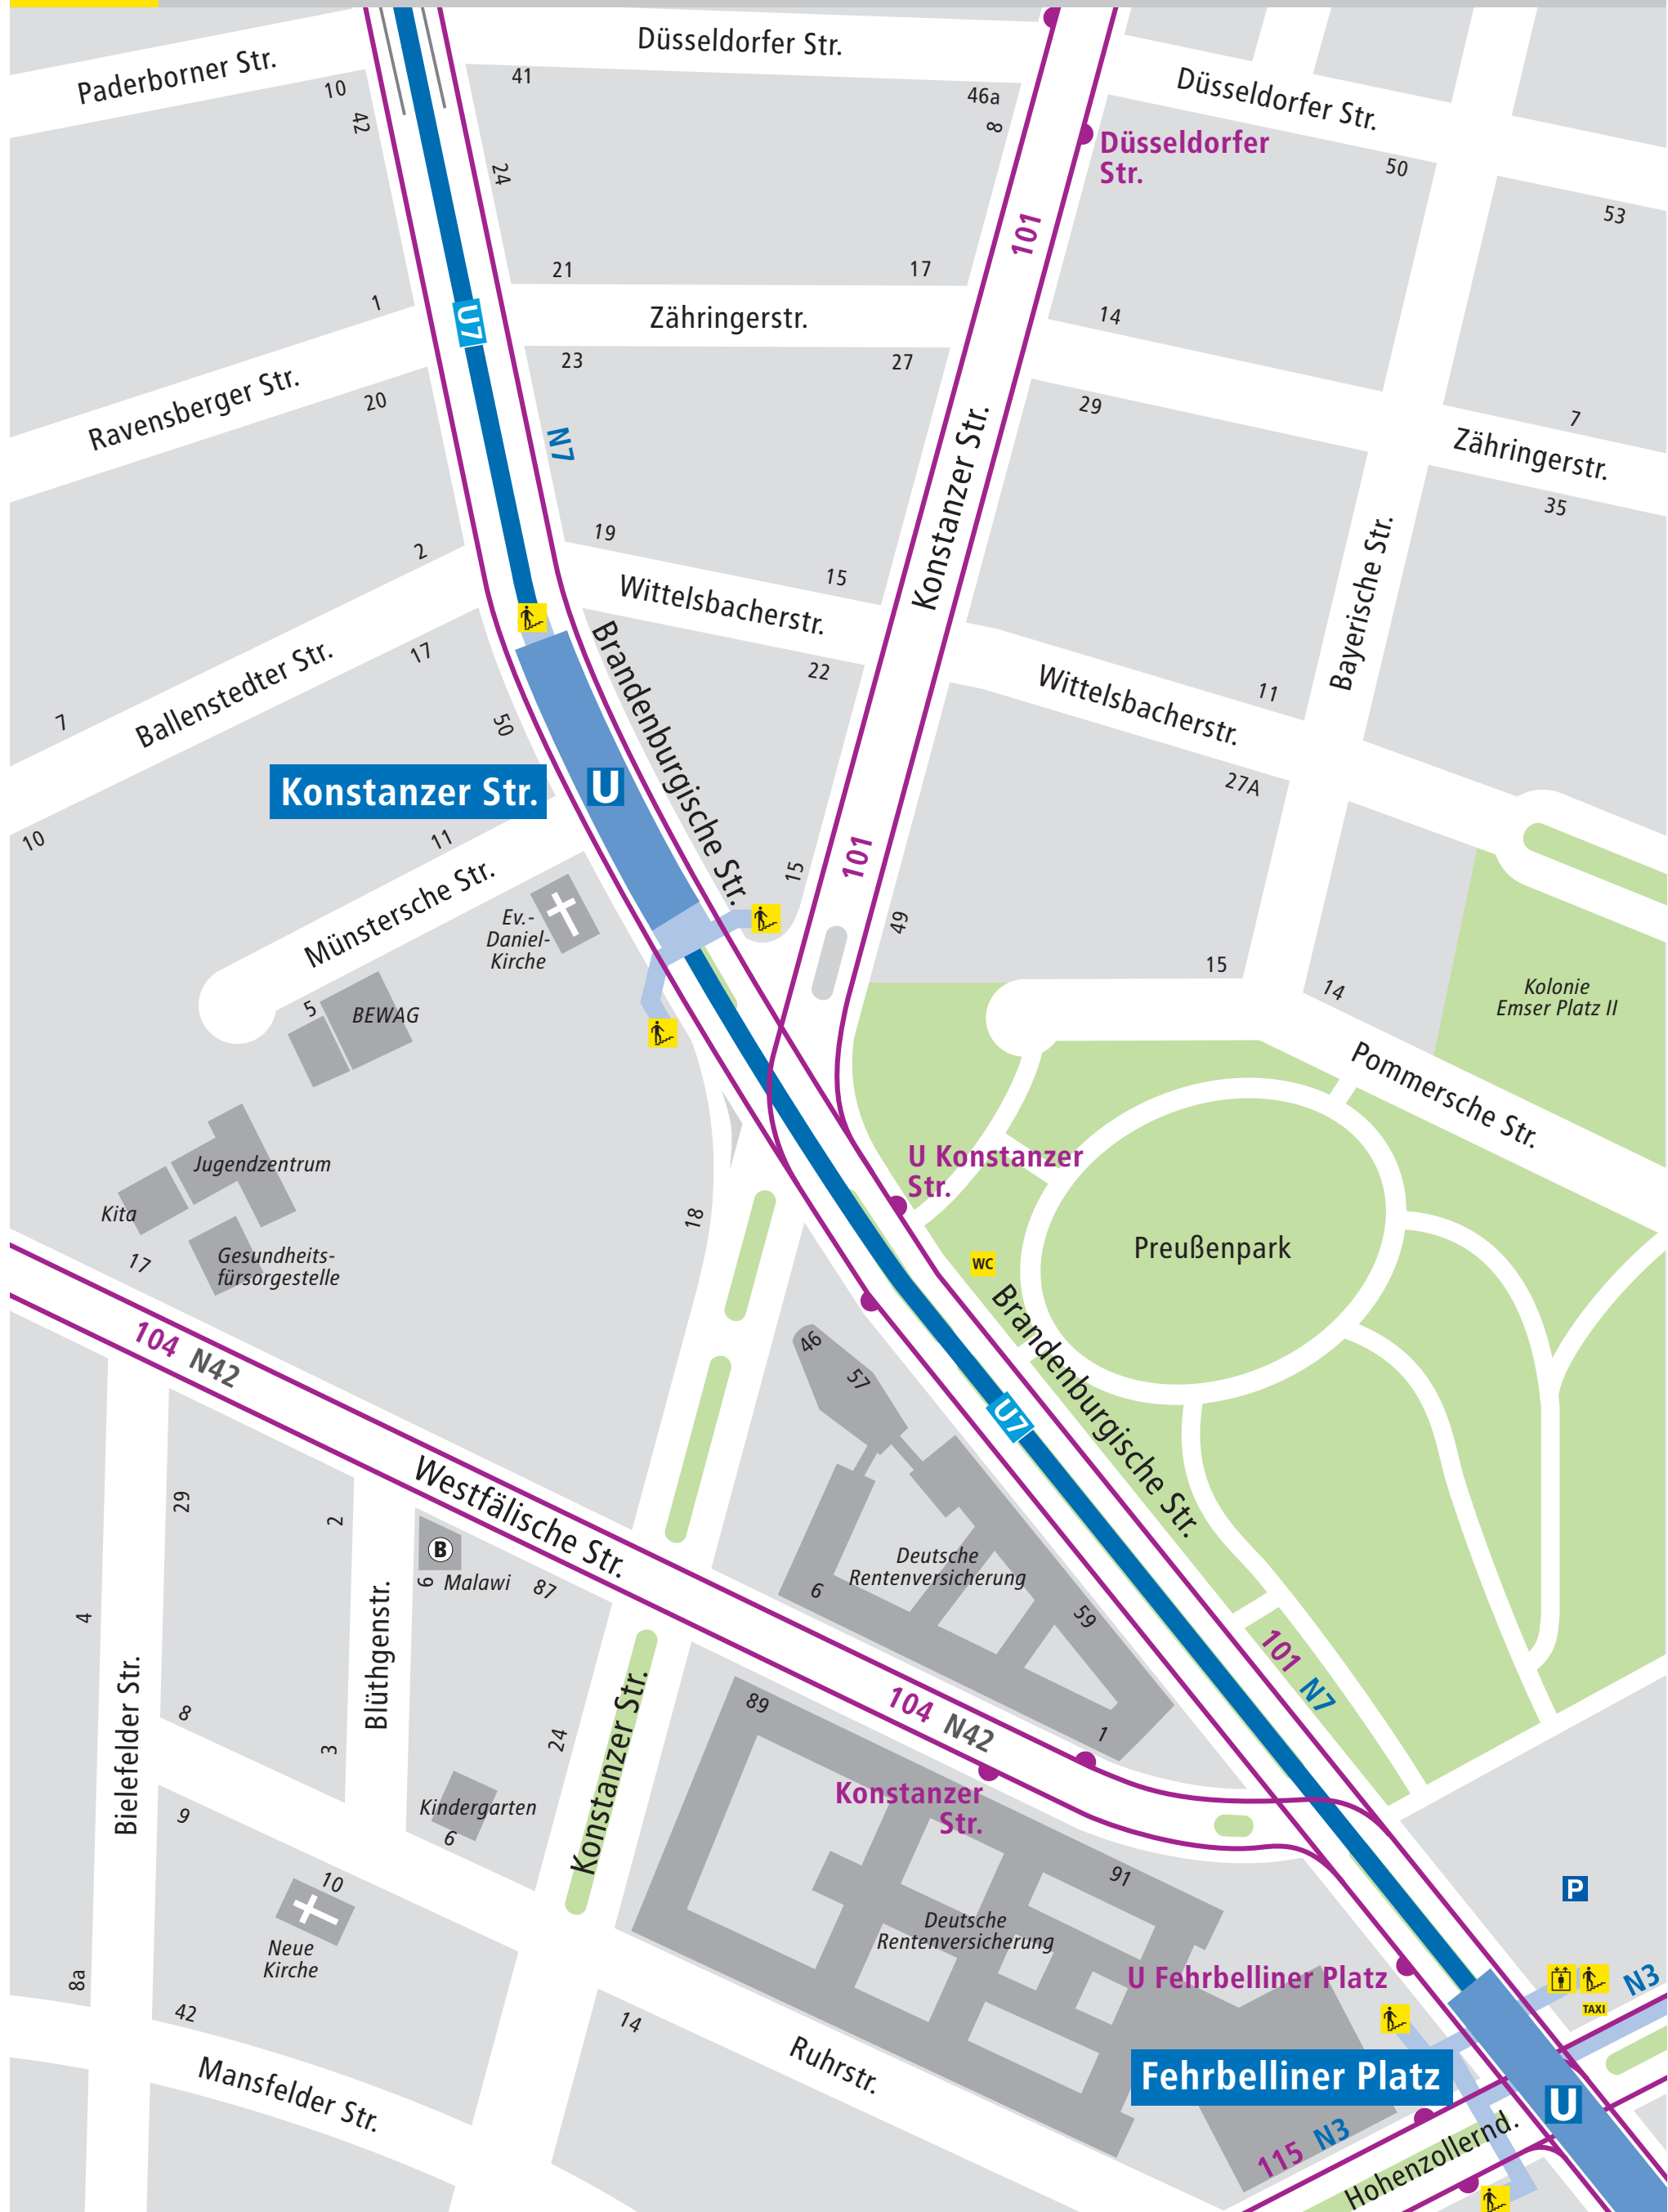 Düsseldorfer Str.
Paderborner Str.
10
42
41
24
46a
8
Düsseldorfer Str.
Düsseldorfer
Str.
50
53
101
21
17
1
U7
Zähringerstr.
14
23
27
20
Ravensberger Str.
29
7
Zähringerstr.
35
N7
Konstanzer Str.
19
15
2
Wittelsbacherstr.
Bayerische Str.
17
22
Ballenstedter Str.
7
Brandenburgische Str.
Wittelsbacherstr.
11
50
27A
Konstanzer Str.
U
10
11
Münstersche Str.
15
101
49
Ev.-
Daniel-
Kirche
15
14
Kolonie
Emser Platz II
5
BEWAG
Pommersche Str.
Jugendzentrum
U Konstanzer
Str.
Kita
18
17
Gesundheits-
fürsorgestelle
WC
Preußenpark
104 N42
46
57
Brandenburgische Str.
U7
Westfälische Str.
29
2
B
6
Malawi
87
Deutsche
Rentenversicherung
6
59
4
Blüthgenstr.
Bielefelder Str.
101 N7
8
3
24
Konstanzer Str.
89
104 N42
1
Konstanzer
Str.
Kindergarten
6
9
10
91
P
Neue
Kirche
Deutsche
Rentenversicherung
U Fehrbelliner Platz
N3
TAXI
8a
42
14
Mansfelder Str.
Ruhrstr.
Fehrbelliner Platz
U
115 N3
Hohenzollernd.